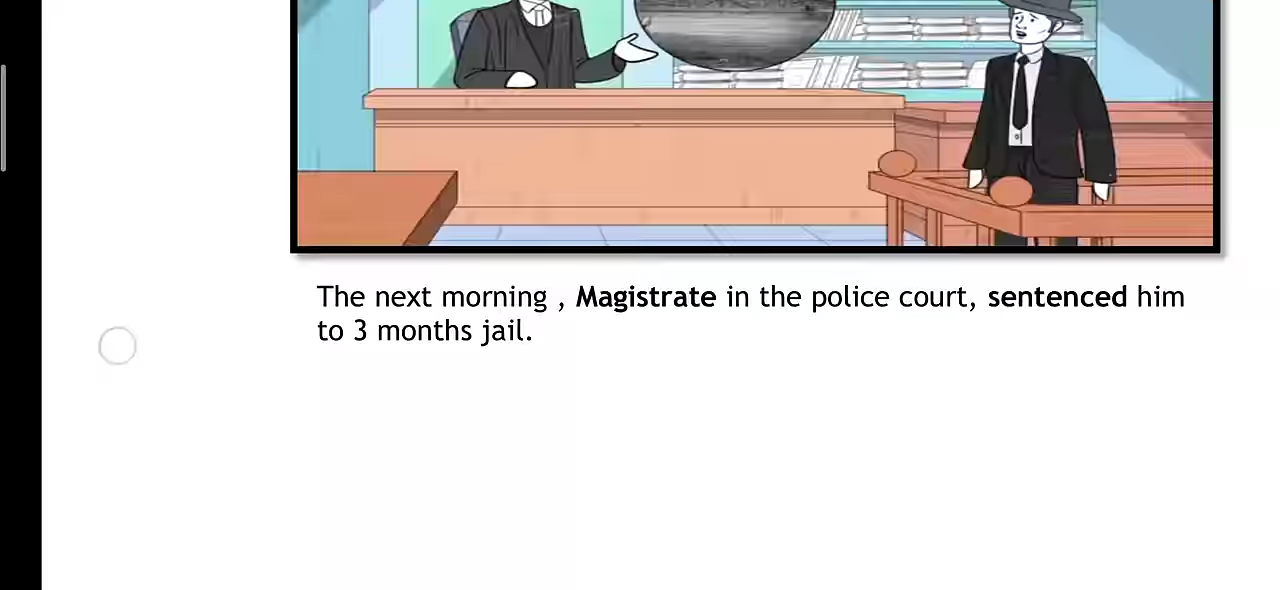 The next morning , Magistrate in the police court, sentenced him
to 3 months jail.